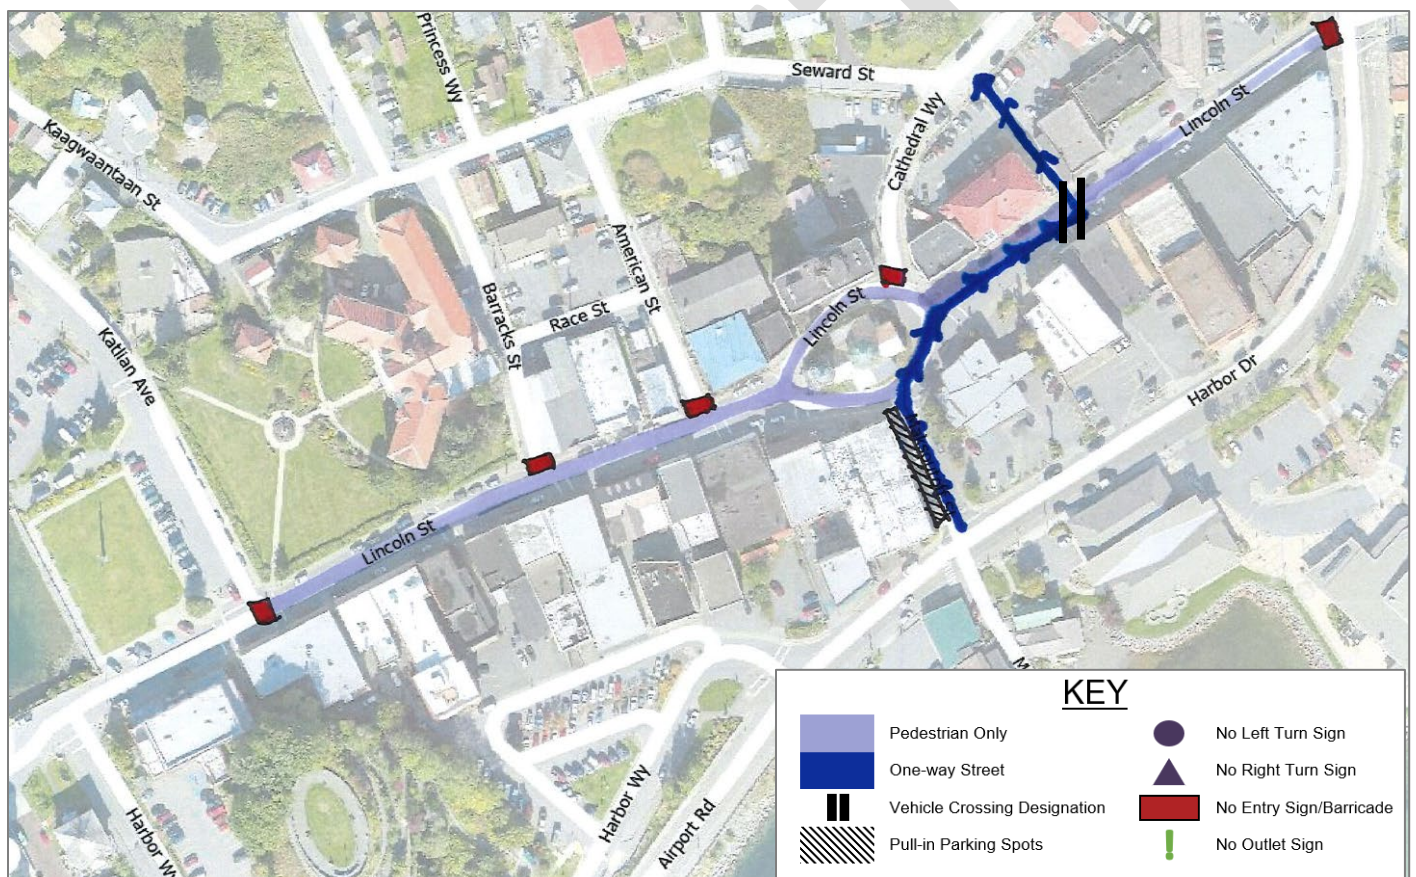 Princess Wy
Seward St
Kaagwaantaan St
Cathedral Wy
Lincoln St
American St
Barracks St
Race St
Lincoln St
Katlian Ave
Harbor Dr
Lincoln St
Harbor Wy
Harbor Wy
Airport Rd
KEY
Pedestrian Only
One-way Street
Vehicle Crossing Designation
Pull-in Parking Spots
No Left Turn Sign
No Right Turn Sign
No Entry Sign/Barricade
No Outlet Sign